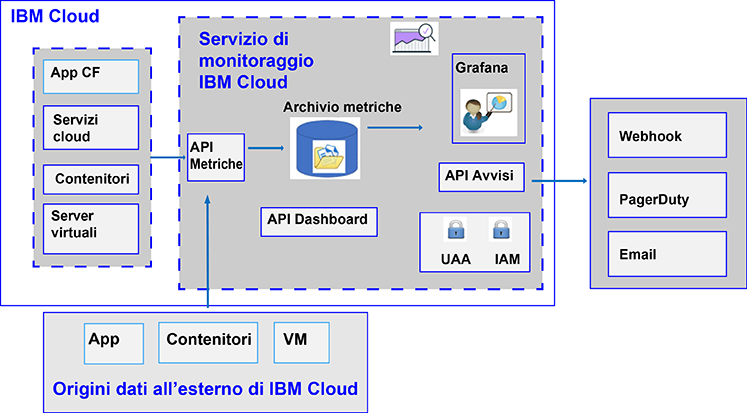 IBM Cloud
App CF
Servizi
cloud
Contenitori
Server
virtuali
Servizio di
monitoraggio
IBM Cloud
API
Metriche
Archivio metriche
Grafana
API Avvisi
API Dashboard
UAA IAM
Webhook
PagerDuty
Email
App Contenitori VM
Origini dati all’esterno di IBM Cloud